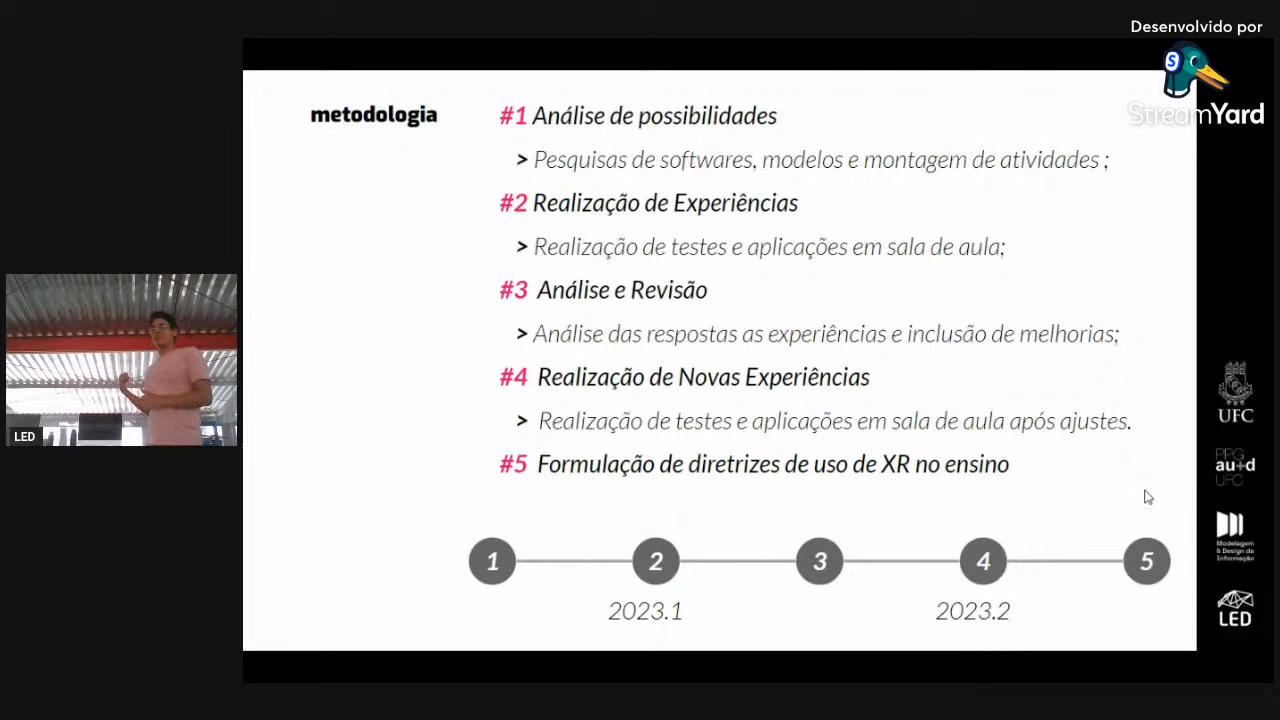 Desenvolvido por
StreamYard
metodologia
#1 Análise de possibilidades
> Pesquisas de softwares, modelos e montagem de atividades ;
#2 Realização de Experiências
> Realização de testes e aplicações em sala de aula;
#3 Análise e Revisão
> Análise das respostas as experiências e inclusão de melhorias;
#4 Realização de Novas Experiências
> Realização de testes e aplicações em sala de aula após ajustes.
#5 Formulação de diretrizes de uso de XR no ensino
1 2 3 4 5
2023.1 2023.2
LED
UFC
PPG
au+d
UFC
Modelagem
& Design da
Informação
LED